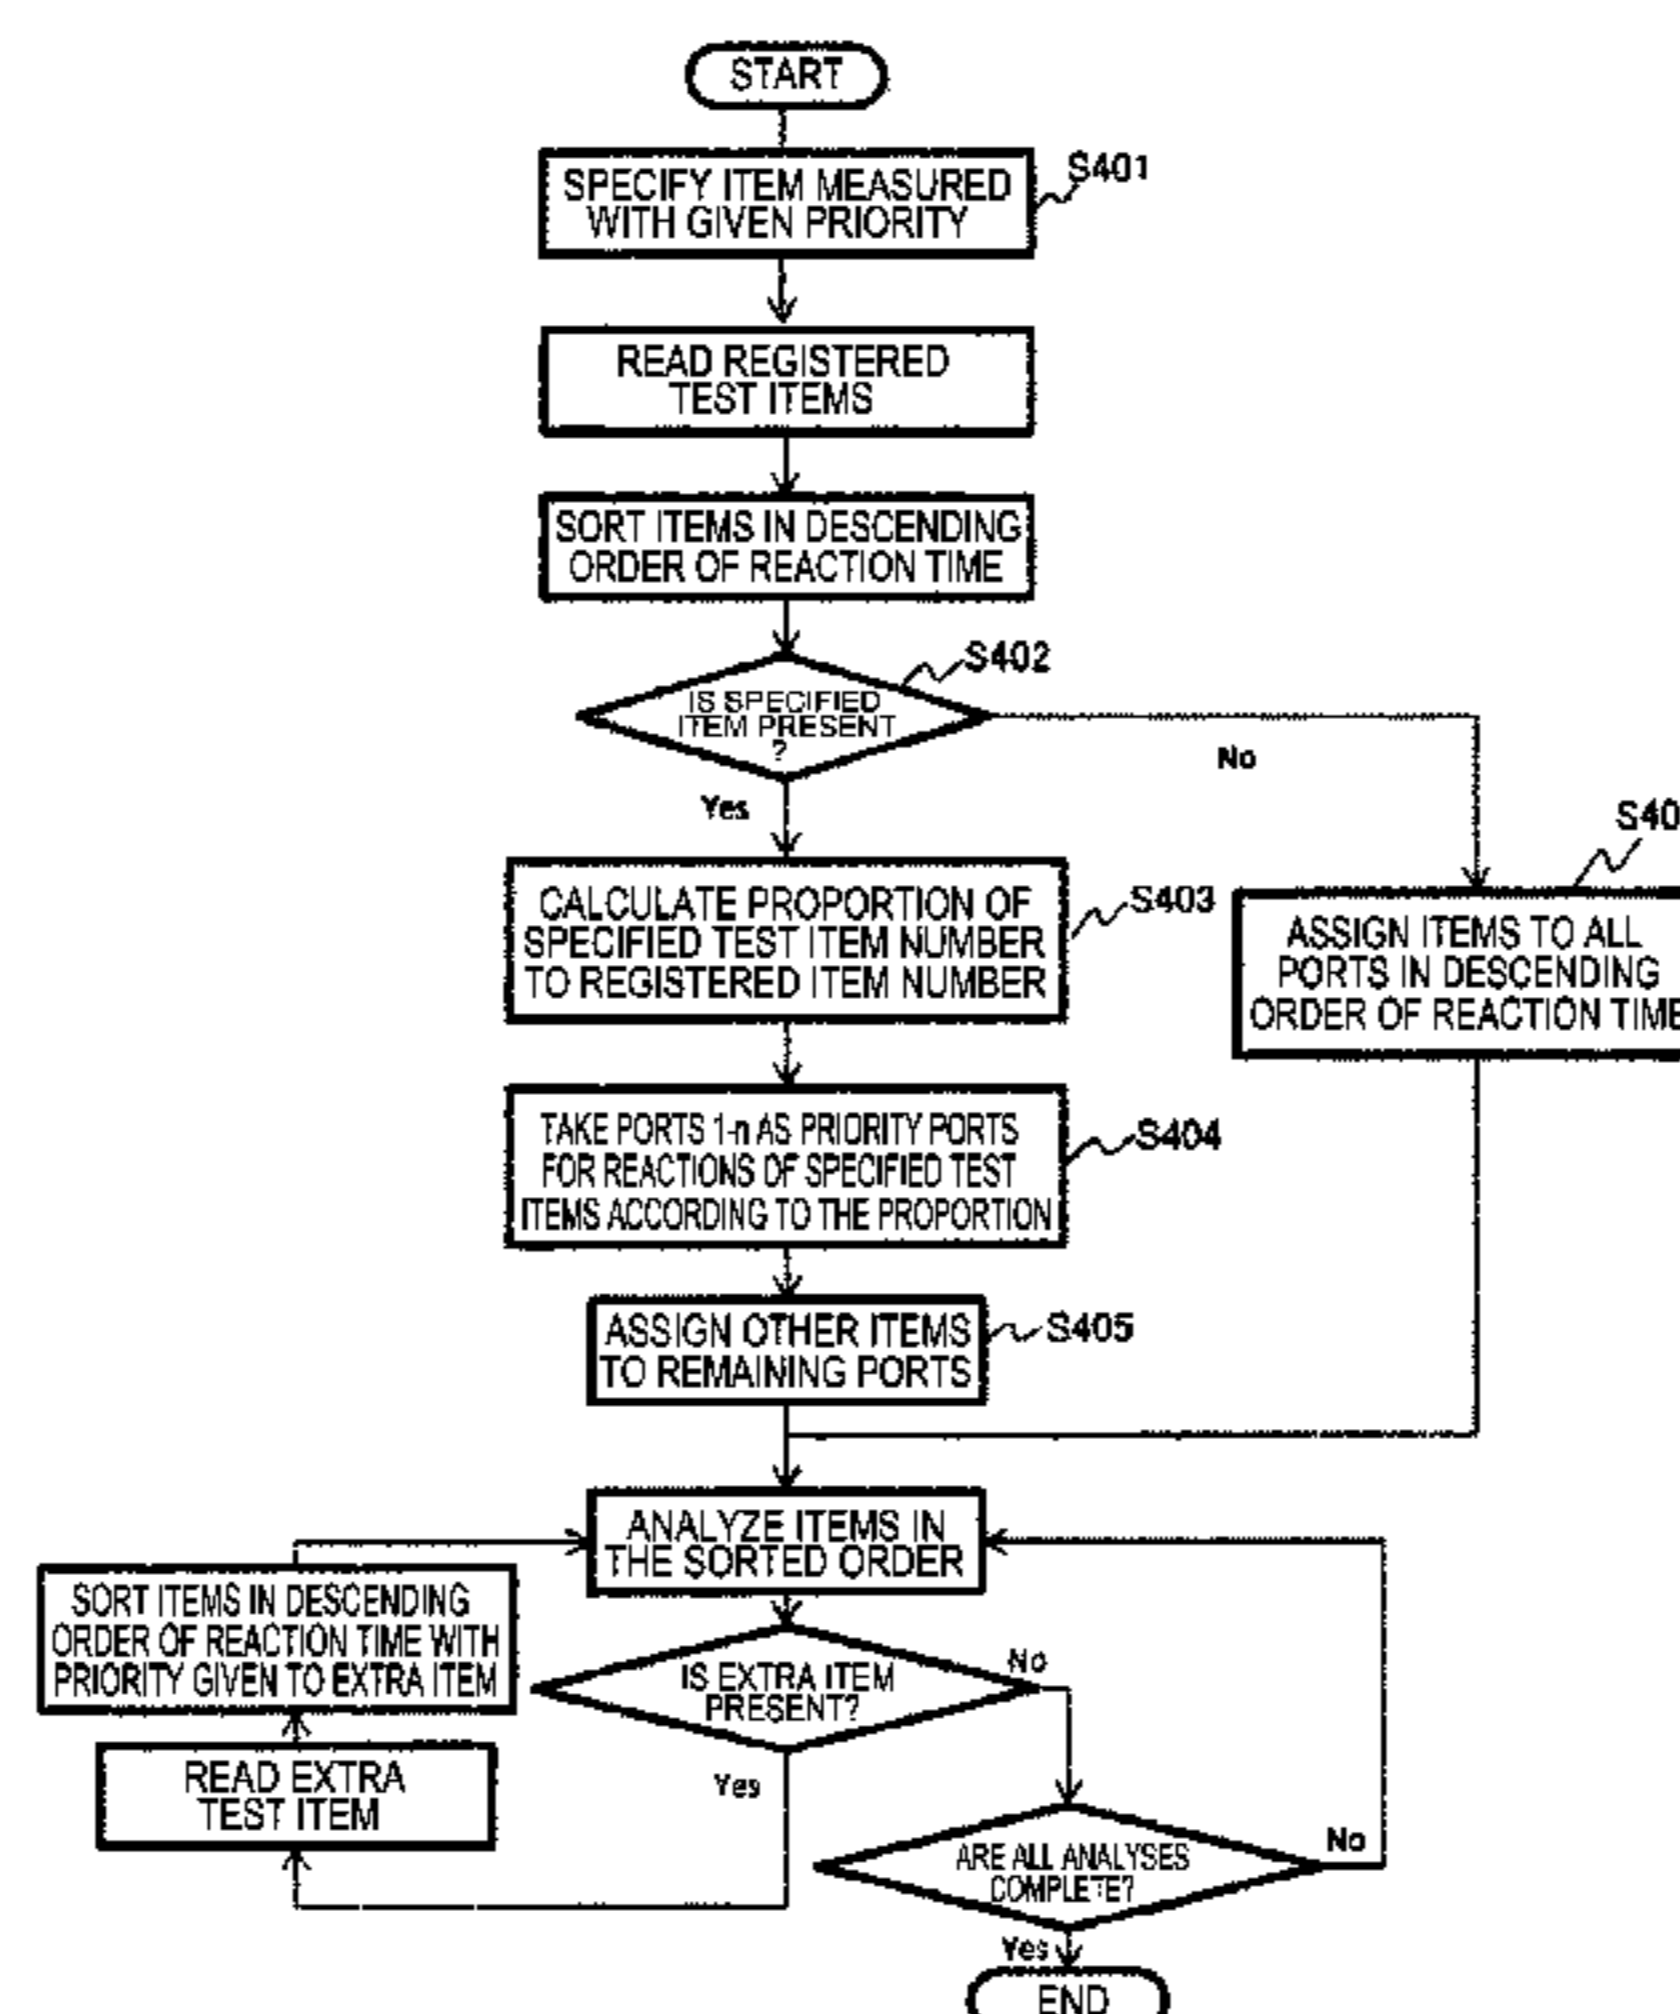 START
S401
SPECIFY ITEM MEASURED
WITH GIVEN PRIORITY
READ REGISTERED
TEST ITEMS
SORT ITEMS IN DESCENDING
ORDER OF REACTION TIME
S402
IS SPECIFIED
ITEM PRESENT
?
No
Yes
S40
CALCULATE PROPORTION OF
SPECIFIED TEST ITEM NUMBER
TO REGISTERED ITEM NUMBER
S403
ASSIGN ITEMS TO ALL
PORTS IN DESCENDING
ORDER OF REACTION TIME
TAKE PORTS 1-n AS PRIORITY PORTS
FOR REACTIONS OF SPECIFIED TEST
ITEMS ACCORDING TO THE PROPORTION
S404
ASSIGN OTHER ITEMS
TO REMAINING PORTS
S405
ANALYZE ITEMS IN
THE SORTED ORDER
SORT ITEMS IN DESCENDING
ORDER OF REACTION TIME WITH
PRIORITY GIVEN TO EXTRA ITEM
IS EXTRA ITEM
PRESENT?
No
Yes
READ EXTRA
TEST ITEM
ARE ALL ANALYSES
COMPLETE?
No
Yes
END